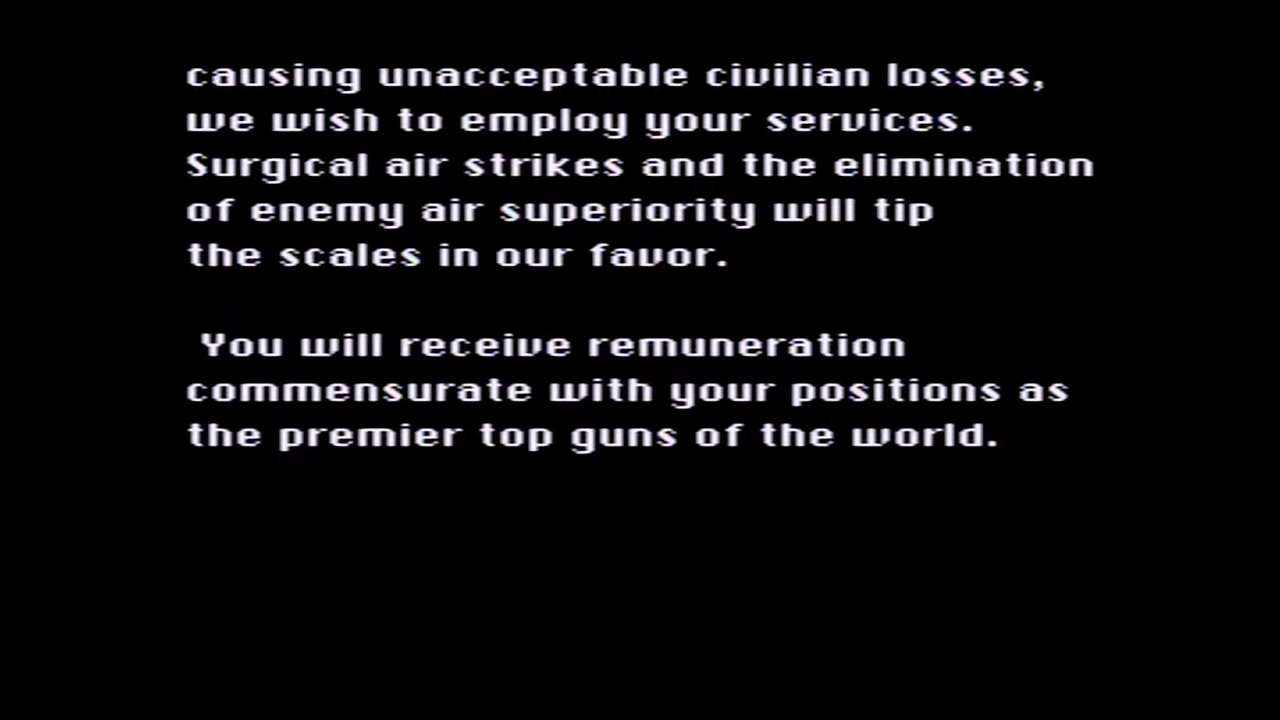 causing unacceptable civilian losses,
we wish to employ your services.
Surgical air strikes and the elimination
of enemy air superiority will tip
the scales in our favor.
You will receive remuneration
commensurate with your positions as
the premier top guns of the world.